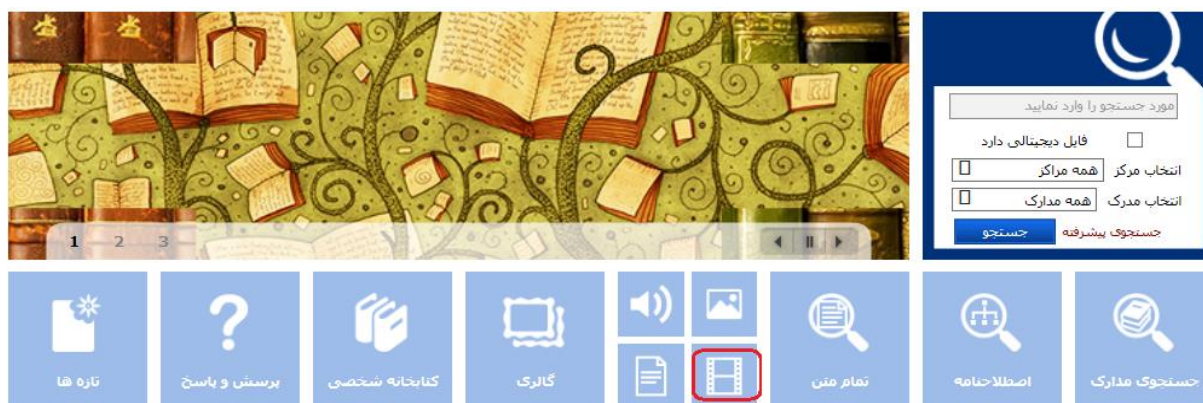 مورد جستجو را وارد نمایید
فایل دیجیتالی دارد
انتخاب مرکز همه مراکز
انتخاب مدرک همه مدارک
جستجوی پیشرفته جستجو
1 2 3
جستجوی مدارک
اصطلاحنامه
تمام متن
گالری
کتابخانه شخصی
پرسش و پاسخ
تازه ها